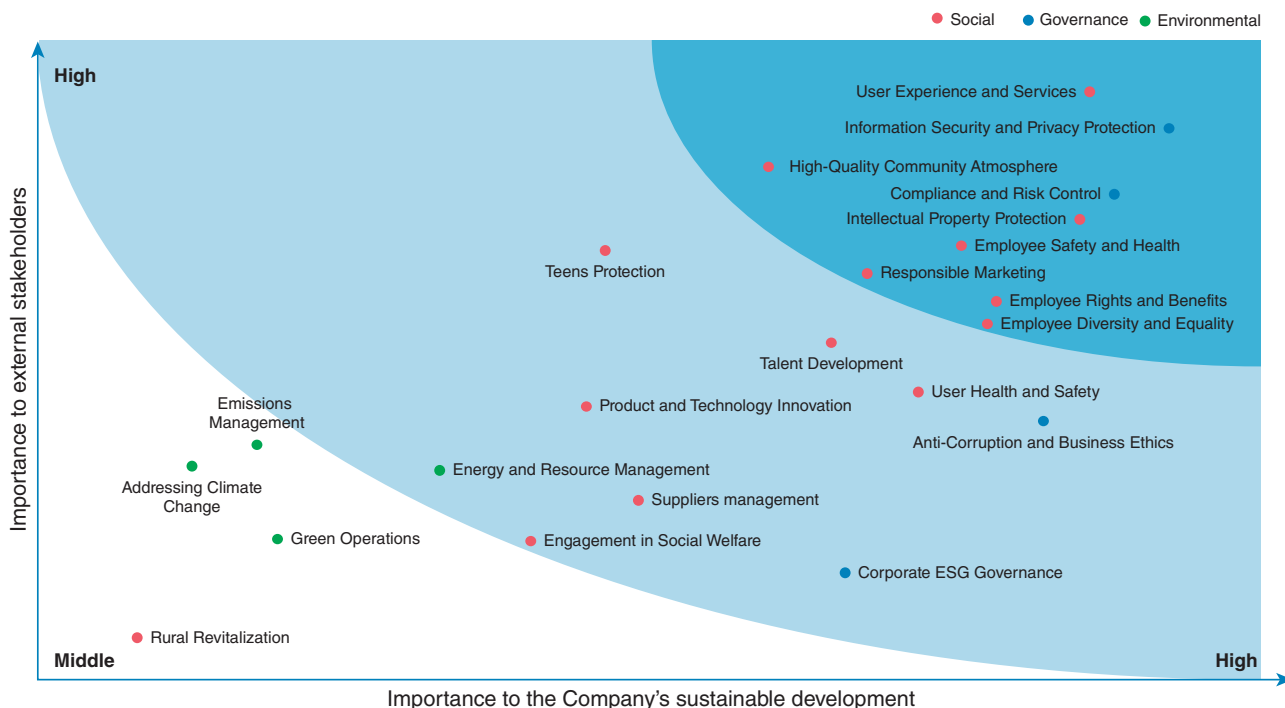 Social
Governance
Environmental
High
User Experience and Services
Information Security and Privacy Protection
High-Quality Community Atmosphere
Compliance and Risk Control
Intellectual Property Protection
Employee Safety and Health
Teens Protection
Responsible Marketing
Employee Rights and Benefits
Employee Diversity and Equality
Talent Development
User Health and Safety
Emissions
Management
Product and Technology Innovation
Anti-Corruption and Business Ethics
Energy and Resource Management
Addressing Climate
Change
Suppliers management
Green Operations
Engagement in Social Welfare
Corporate ESG Governance
Rural Revitalization
Middle
High
Importance to external stakeholders
Importance to the Company’s sustainable development